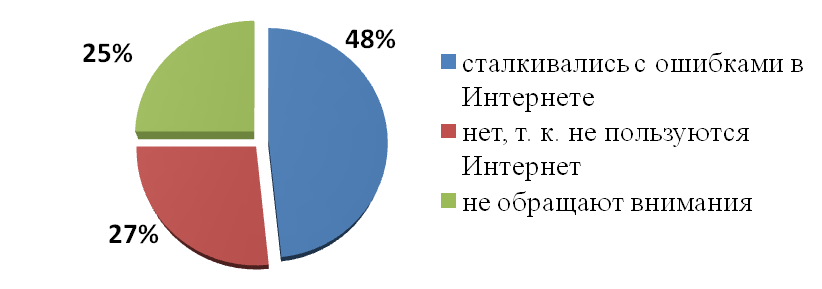 25%
48%
27%
сталкивались с ошибками в
Интернете
нет, т. к. не пользуются
Интернет
не обращают внимания